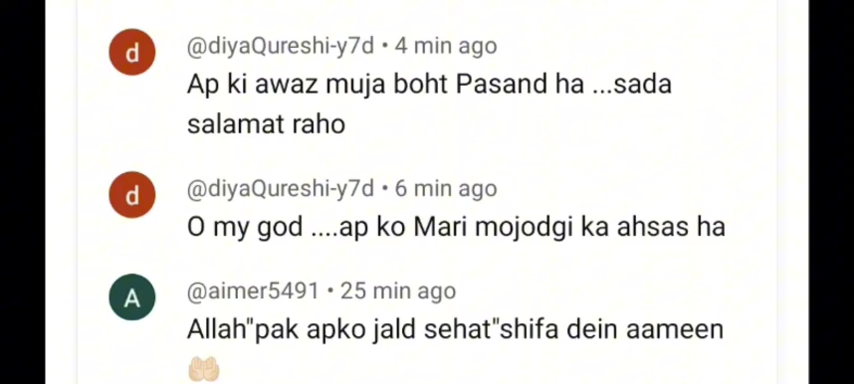 d
@diyaQureshi-y7d • 4 min ago
Ap ki awaz muja boht Pasand ha ...sada
salamat raho
d
@diyaQureshi-y7d • 6 min ago
O my god ....ap ko Mari mojodgi ka ahsas ha
A
@aimer5491 • 25 min ago
Allah"pak apko jald sehat"shifa dein aameen
🤲🏻